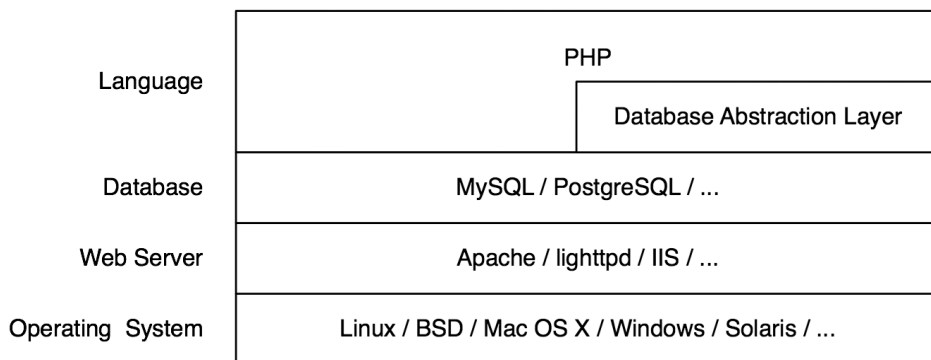 PHP
Language
Database Abstraction Layer
Database
MySQL / PostgreSQL / ...
Web Server
Apache / lighttpd / IIS / ...
Operating System
Linux / BSD / Mac OS X / Windows / Solaris / ...